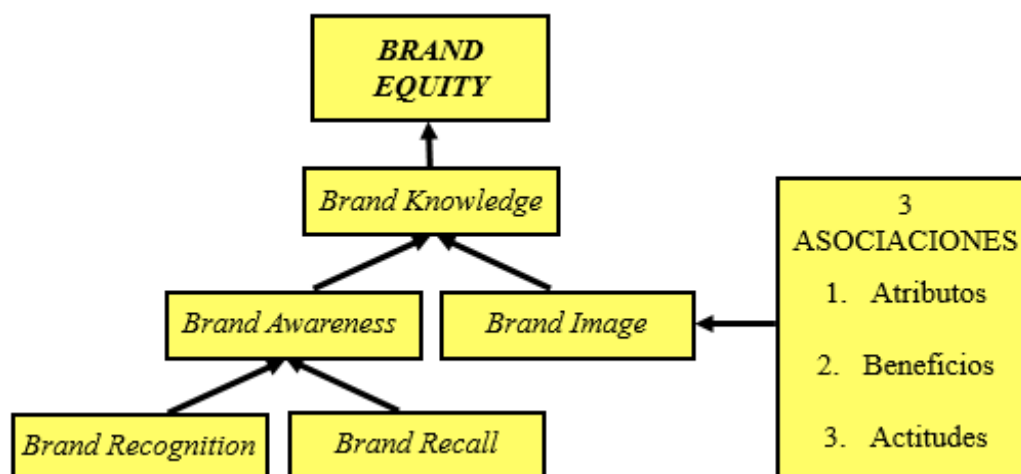 BRAND
EQUITY
Brand Knowledge
3
ASOCIACIONES
1. Atributos
2. Benefícios
3. Actitudes
Brand Awareness
Brand Image
Brand Recognition
Brand Recall